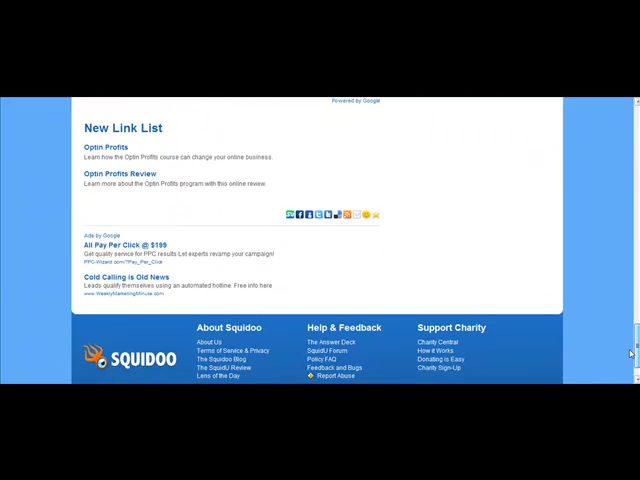 Powered by Google
New Link List
Optin Profits
Learn how the Optin Profits course can change your online business.
Optin Profits Review
Learn more about the Optin Profits program with this online review.
Ads by Google
All Pay Per Click @ $199
Get quality service for PPC results Let experts revamp your campaign!
PPC-Wizard.com/?Pay_Per_Click
Cold Calling is Old News
Leads qualify themselves using an automated hotline. Free info here
www.WeeklyMarketingMinute.com
SQUIDOO
About Squidoo
About Us
Terms of Service & Privacy
The Squidoo Blog
The SquidU Review
Lens of the Day
Help & Feedback
The Answer Deck
SquidU Forum
Policy FAQ
Feedback and Bugs
Report Abuse
Support Charity
Charity Central
How it Works
Donating is Easy
Charity Sign-Up